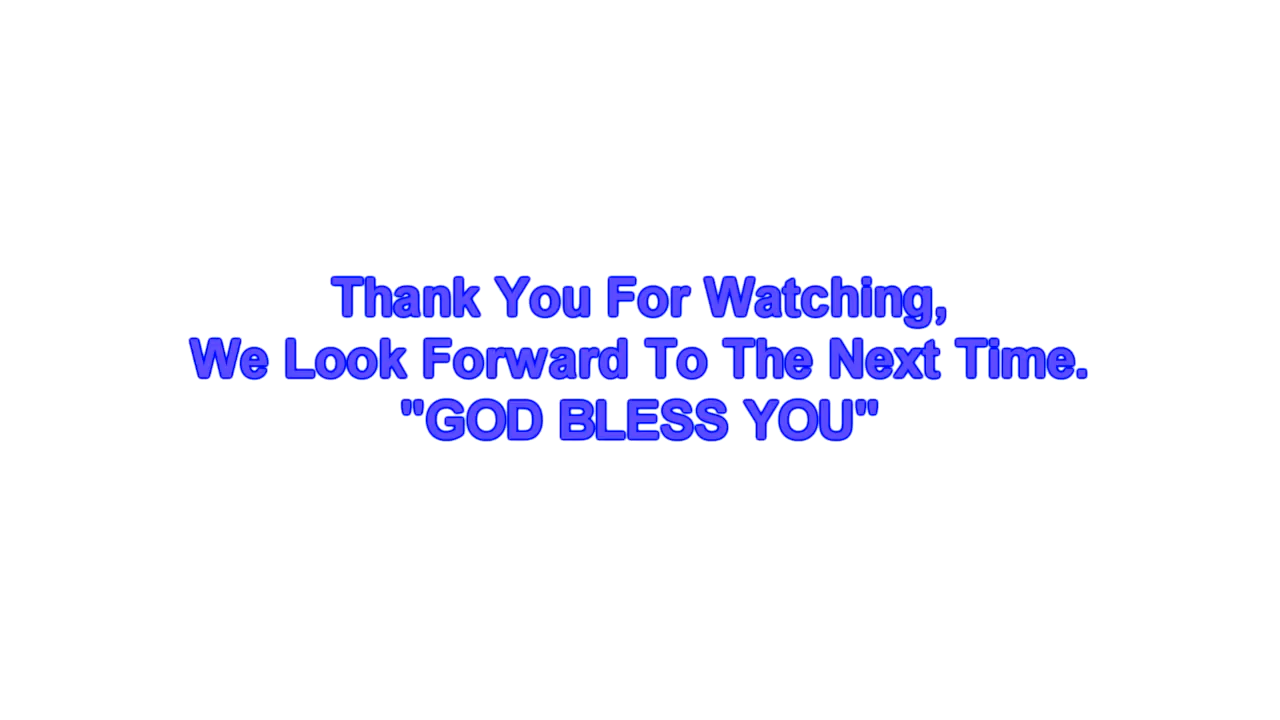 Thank You For Watching,
We Look Forward To The Next Time.
"GOD BLESS YOU"